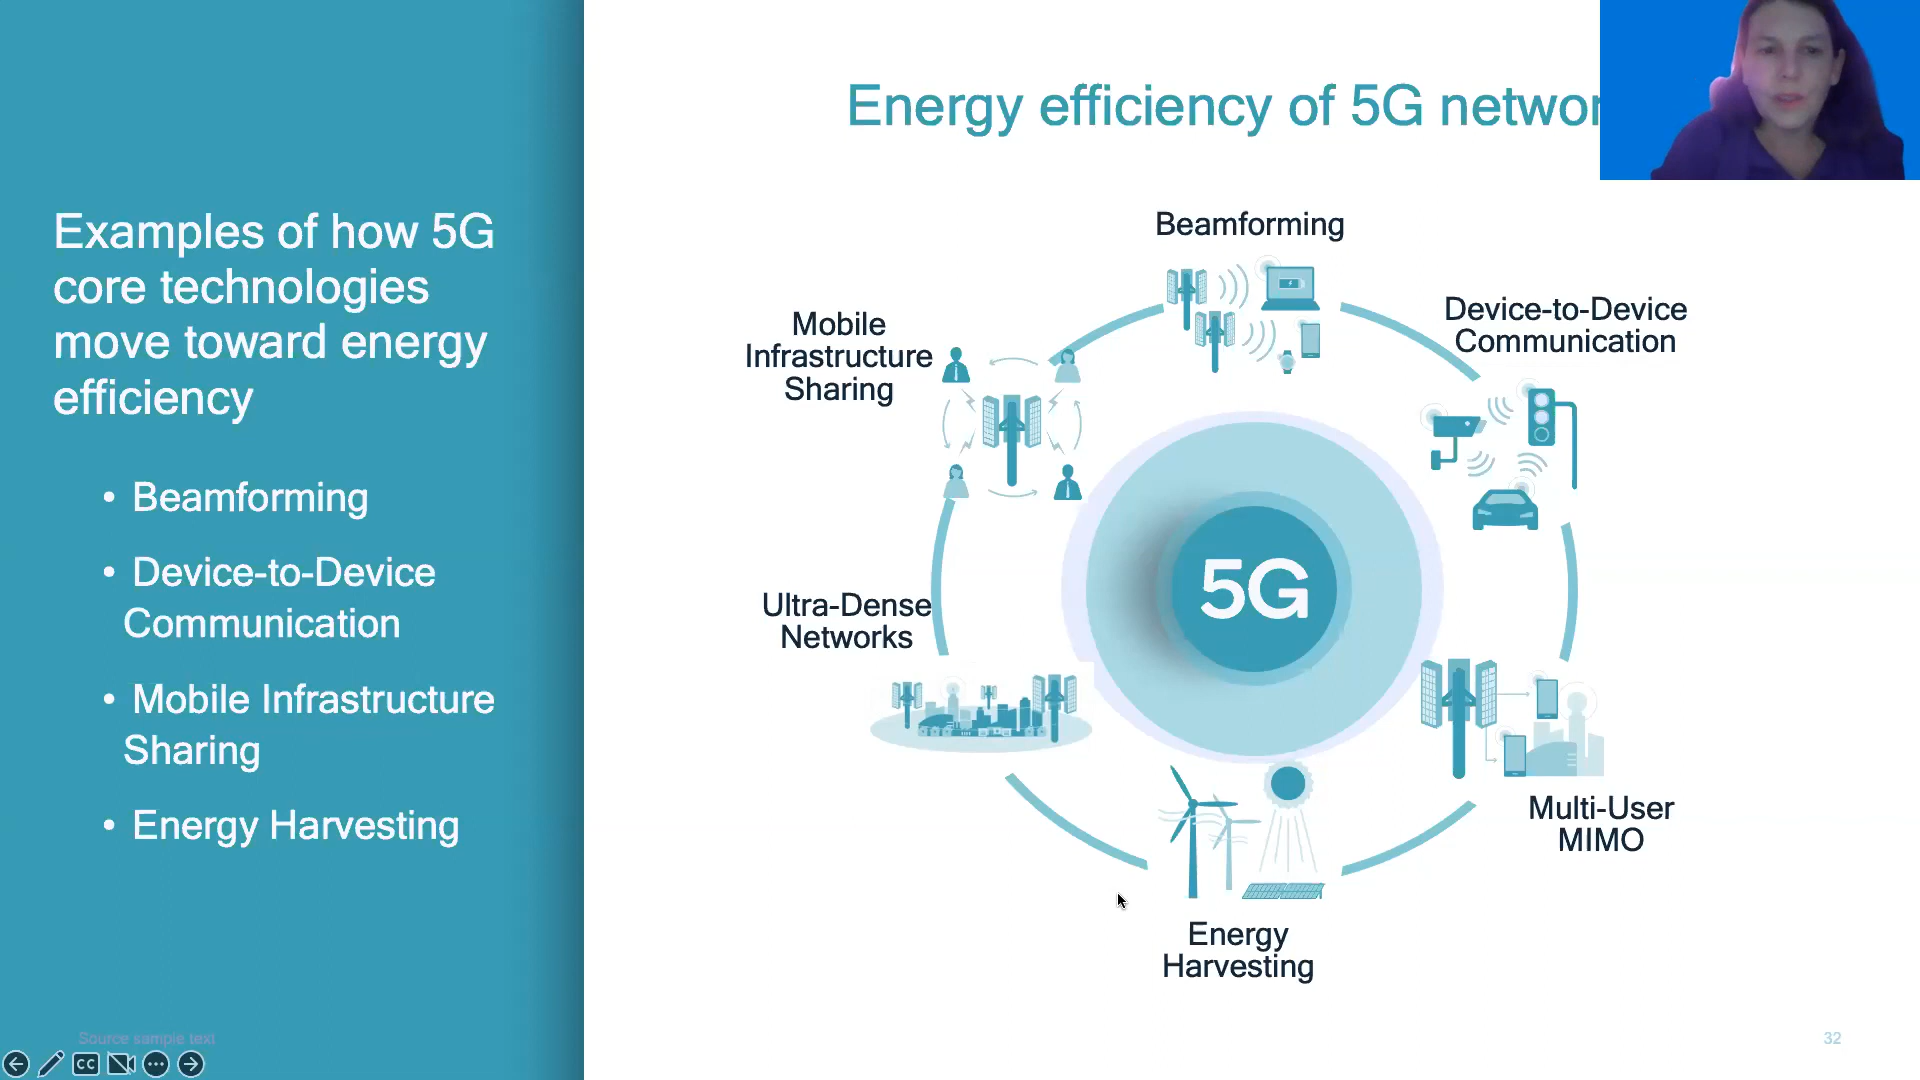 Energy efficiency of 5G networ
Examples of how 5G
core technologies
move toward energy
efficiency
• Beamforming
• Device-to-Device
Communication
• Mobile Infrastructure
Sharing
• Energy Harvesting
Beamforming
Device-to-Device
Communication
Mobile
Infrastructure
Sharing
5G
Ultra-Dense
Networks
Multi-User
MIMO
Energy
Harvesting
Source sample text
32
CC